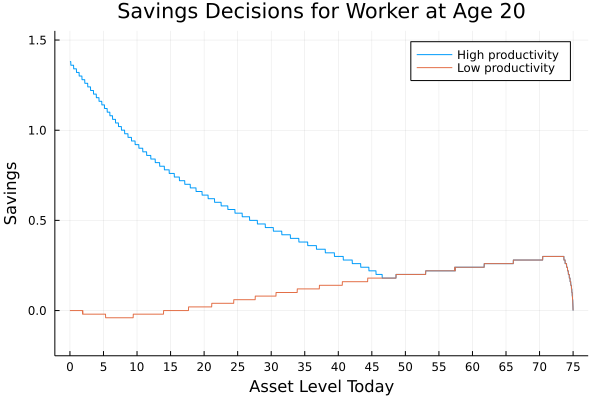 Savings Decisions for Worker at Age 20
High productivity
Low productivity
Savings
1.5
1.0
0.5
0.0
0 5 10 15 20 25 30 35 40 45 50 55 60 65 70 75
Asset Level Today